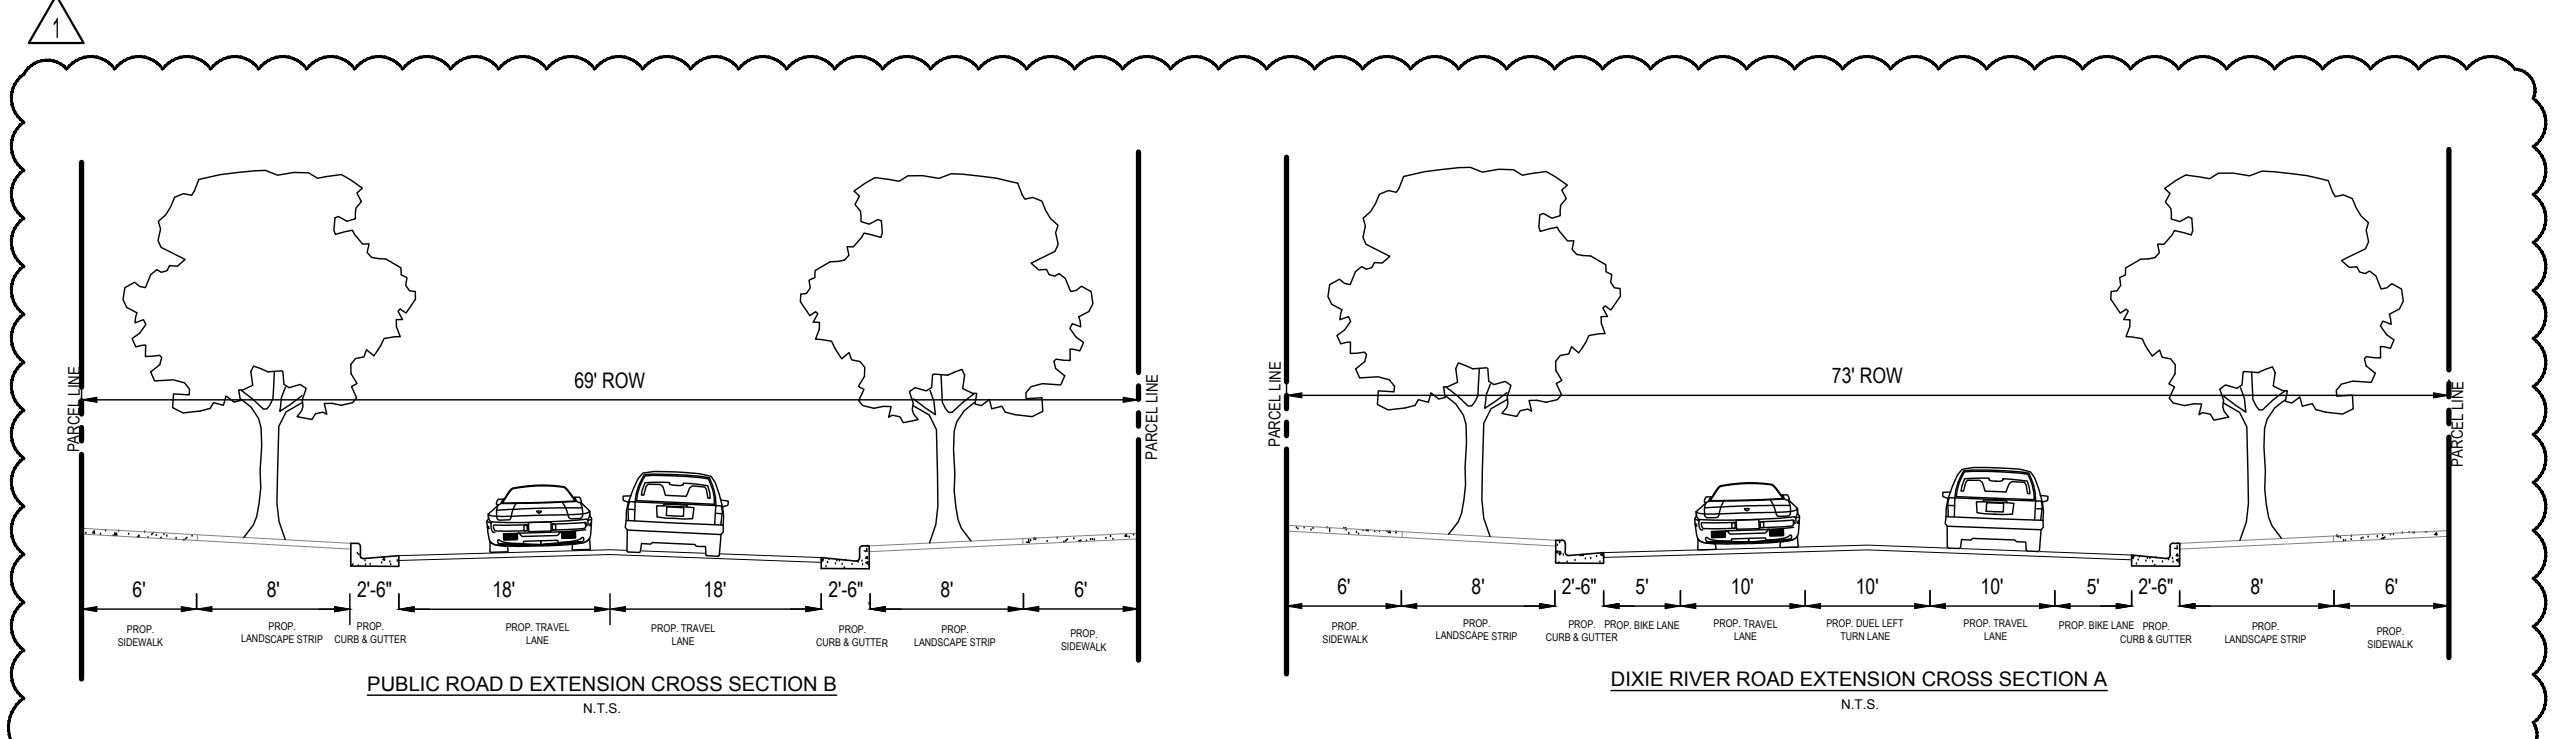 1
69' ROW
PARCEL LINE
PARCEL LINE
6'
8'
2'-6"
18'
18'
2'-6"
8'
6'
PROP.
SIDEWALK
PROP.
LANDSCAPE STRIP
PROP.
CURB & GUTTER
PROP. TRAVEL
LANE
PROP. TRAVEL
LANE
PROP.
CURB & GUTTER
PROP.
LANDSCAPE STRIP
PROP.
SIDEWALK
PUBLIC ROAD D EXTENSION CROSS SECTION B
N.T.S.
73' ROW
PARCEL LINE
PARCEL LINE
6'
8'
2'-6"
5'
10'
10'
10'
5'
2'-6"
8'
6'
PROP.
SIDEWALK
PROP.
LANDSCAPE STRIP
PROP.
CURB & GUTTER
PROP. BIKE LANE
PROP. TRAVEL
LANE
PROP. DUEL LEFT
TURN LANE
PROP. TRAVEL
LANE
PROP. BIKE LANE
PROP.
CURB & GUTTER
PROP.
LANDSCAPE STRIP
PROP.
SIDEWALK
DIXIE RIVER ROAD EXTENSION CROSS SECTION A
N.T.S.